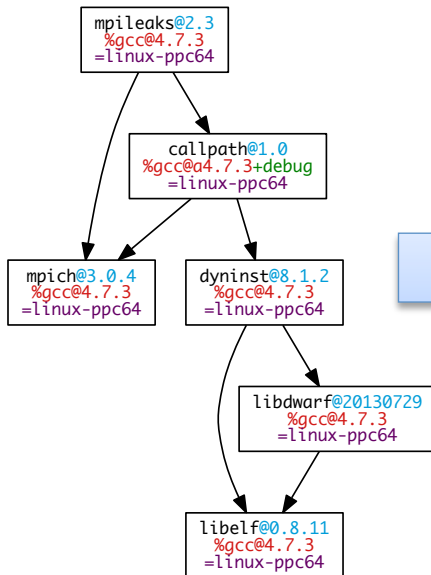 mpileaks@2.3
%gcc@4.7.3
=linux-ppc64
callpath@1.0
%gcc@a4.7.3+debug
=linux-ppc64
mpich@3.0.4
%gcc@4.7.3
=linux-ppc64
dyninst@8.1.2
%gcc@4.7.3
=linux-ppc64
libdwarf@20130729
%gcc@4.7.3
=linux-ppc64
libelf@0.8.11
%gcc@4.7.3
=linux-ppc64